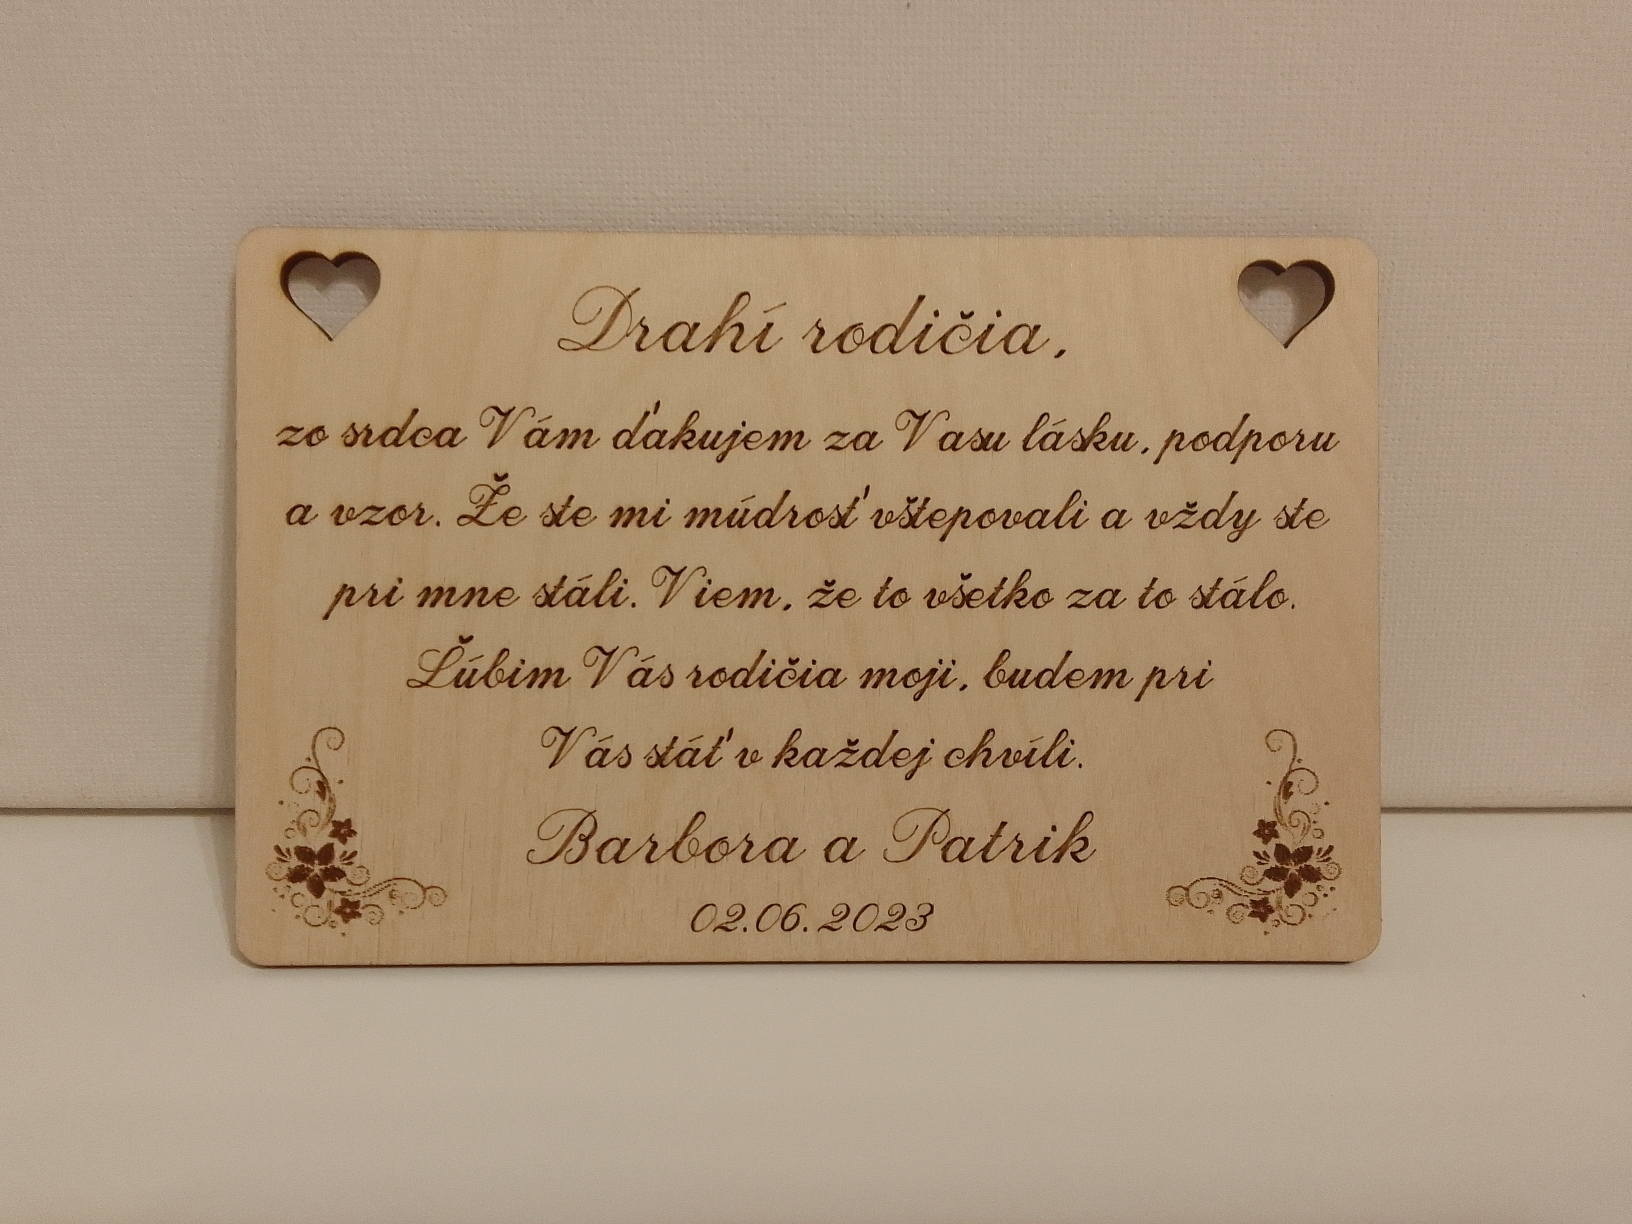 Drahí rodičia,
zo srdca Vám ďakujem za Vasu lásku, podporu
a vzor. Že ste mi múdrosť vštepovali a vždy ste
pri mne stáli. Viem, že to všetko za to stálo.
Ľúbim Vás rodičia moji, budem pri
Vás stáť v každej chvíli.
Barbora a Patrik
02.06.2023